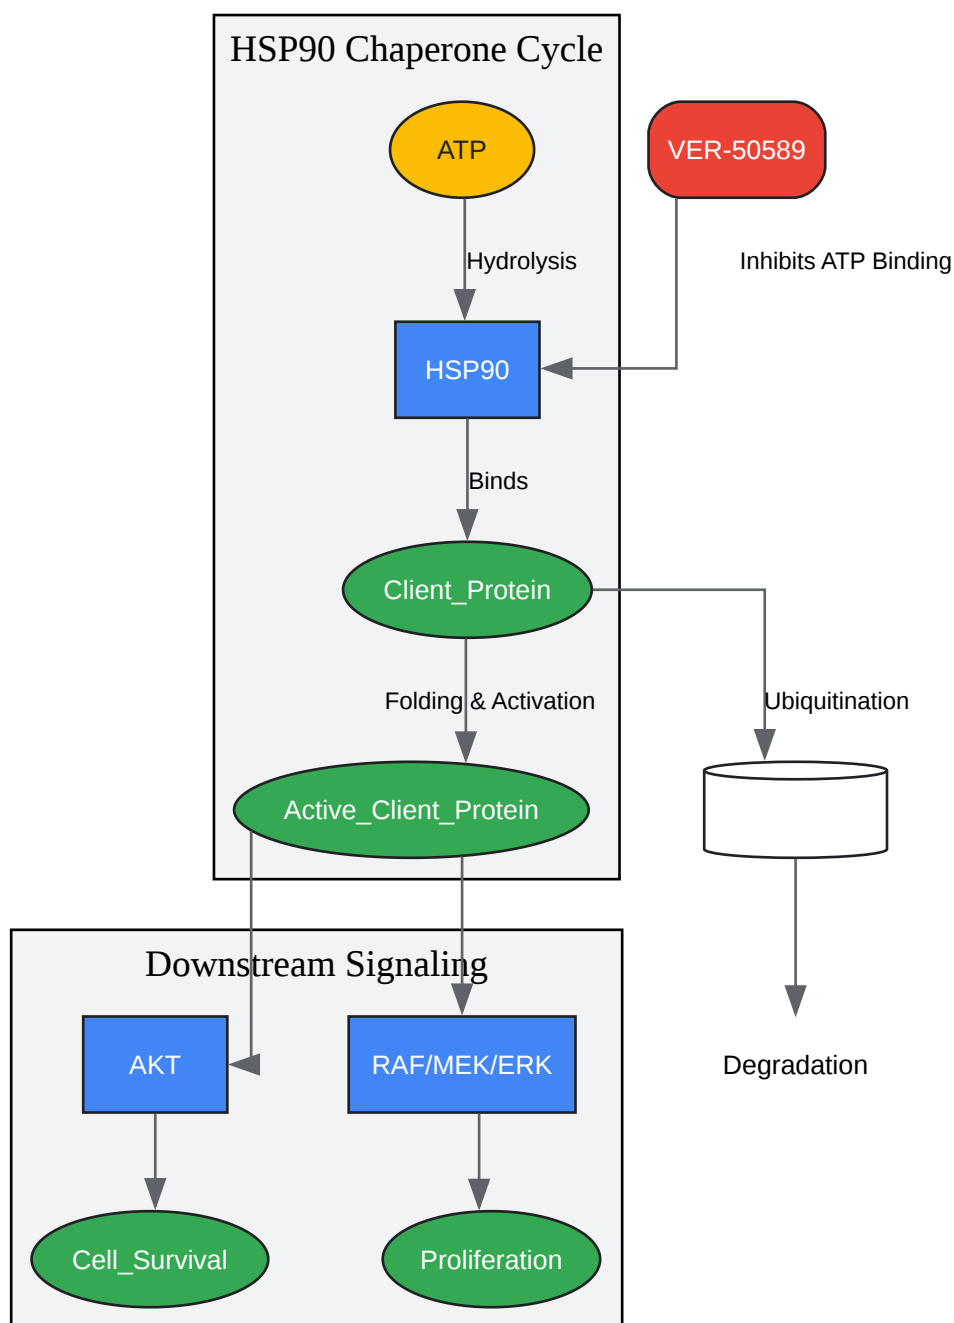 HSP90 Chaperone Cycle
ATP
VER-50589
Hydrolysis
Inhibits ATP Binding
HSP90
Binds
Client_Protein
Folding & Activation
Ubiquitination
Active_Client_Protein
Downstream Signaling
AKT
RAF/MEK/ERK
Degradation
Cell_Survival
Proliferation